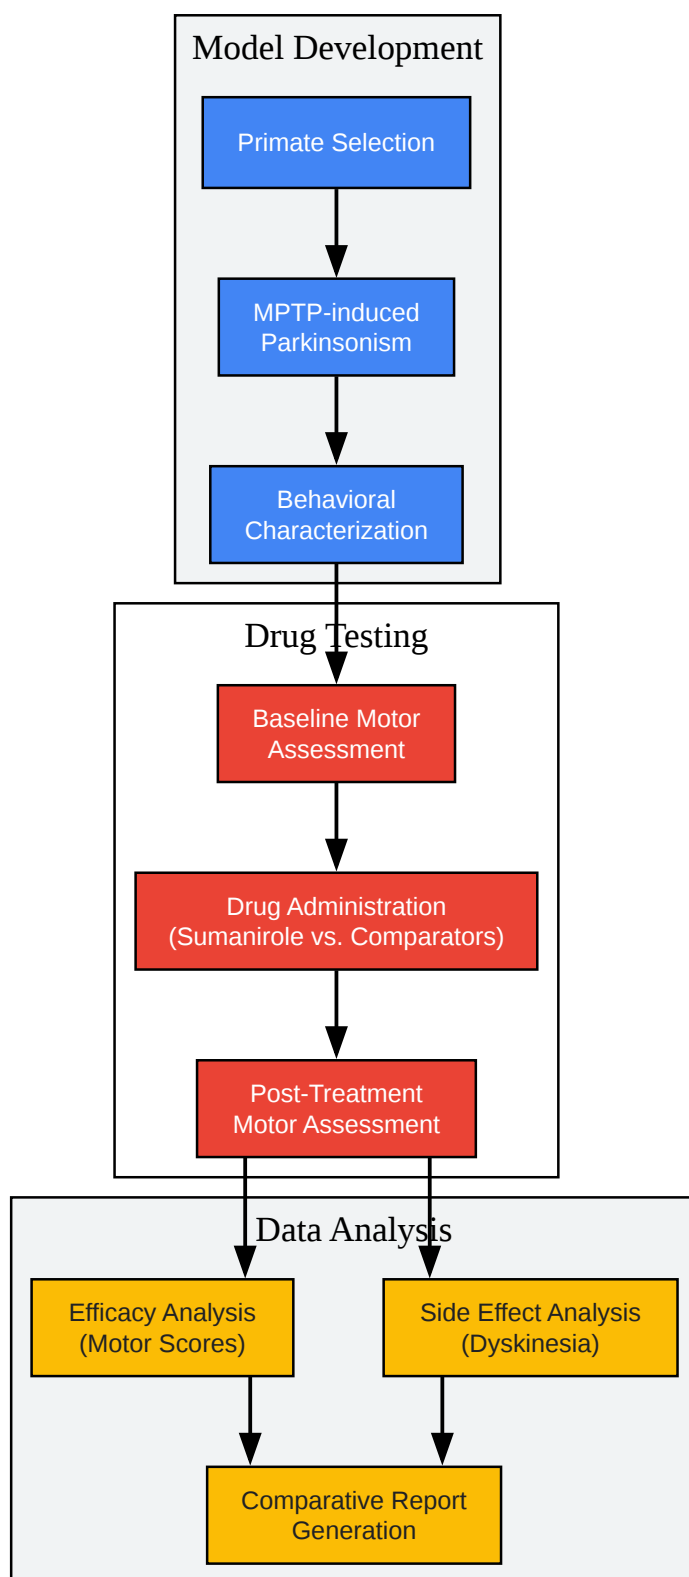 Model Development
Primate Selection
MPTP-induced
Parkinsonism
Behavioral
Characterization
Drug Testing
Baseline Motor
Assessment
Drug Administration
(Sumanirole vs. Comparators)
Post-Treatment
Motor Assessment
Data Analysis
Efficacy Analysis
(Motor Scores)
Side Effect Analysis
(Dyskinesia)
Comparative Report
Generation